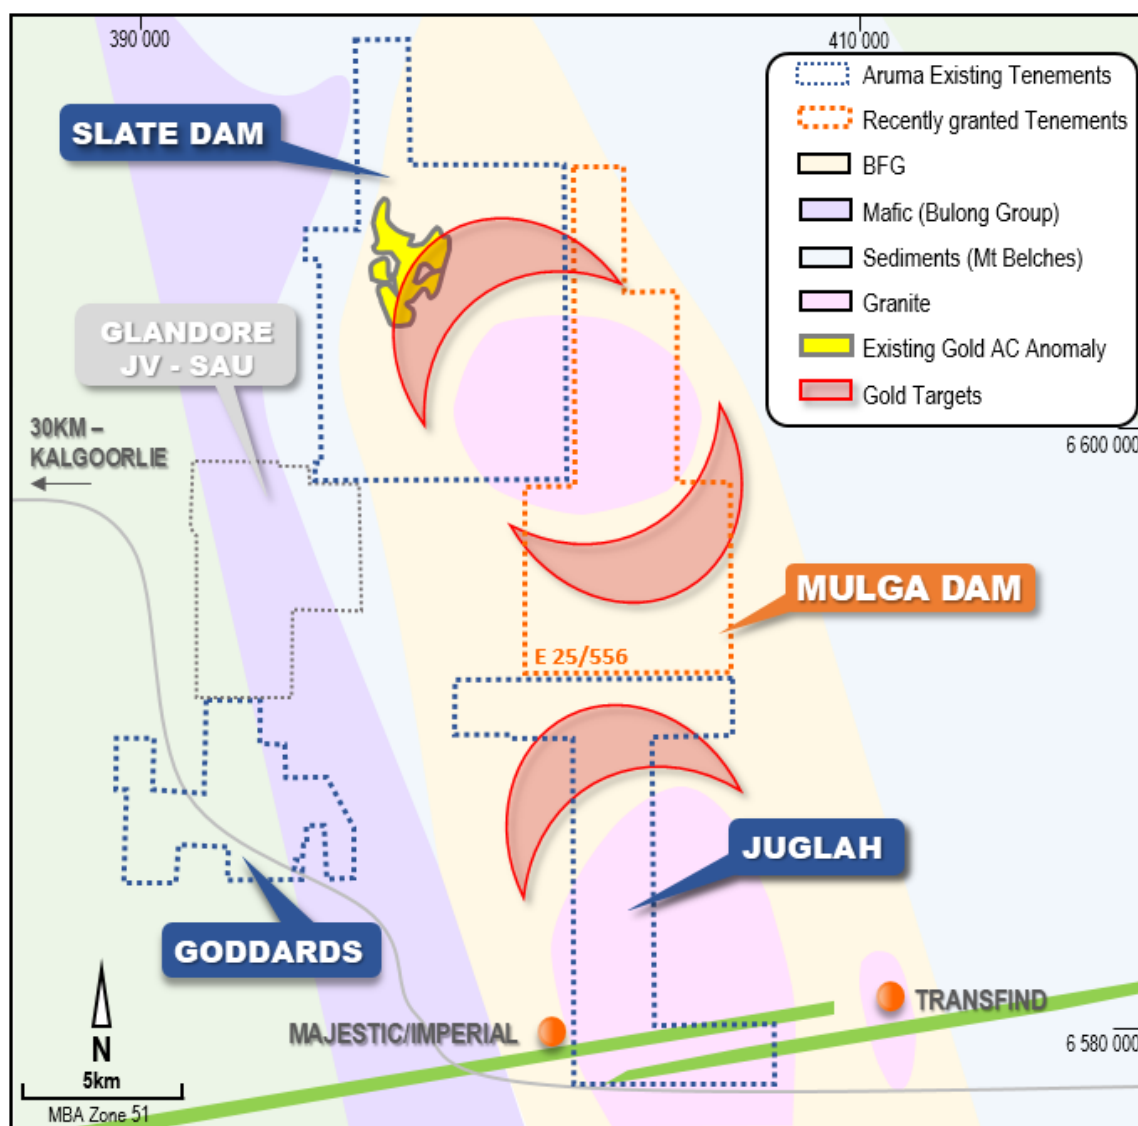 390 000
410 000
Aruma Existing Tenements
Recently granted Tenements
BFG
Mafic (Bulong Group)
Sediments (Mt Belches)
Granite
Existing Gold AC Anomaly
Gold Targets
SLATE DAM
GLANDORE
JV - SAU
30KM –
KALGOORLIE
6 600 000
MULGA DAM
E 25/556
JUGLAH
GODDARDS
TRANSFIND
MAJESTIC/IMPERIAL
6 580 000
N
5km
MBA Zone 51